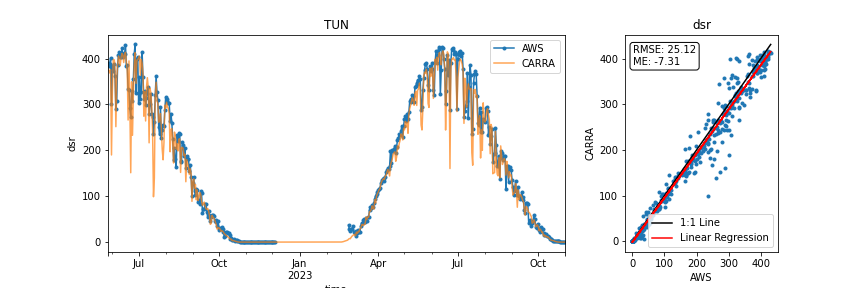 TUN
dsr
AWS
CARRA
dsr
400
300
200
100
0
Jul
Oct
Jan
2023
Apr
Jul
Oct
time
RMSE: 25.12
ME: -7.31
1:1 Line
Linear Regression
CARRA
400
300
200
100
0
0
100
200
300
400
AWS